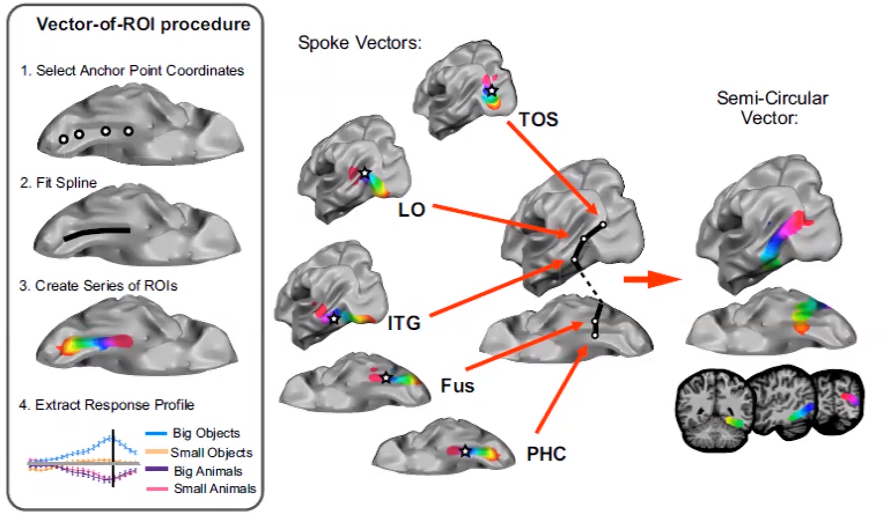 Vector-of-ROI procedure
1. Select Anchor Point Coordinates
2. Fit Spline
3. Create Series of ROIs
4. Extract Response Profile
Big Objects
Small Objects
Big Animals
Small Animals
Spoke Vectors:
TOS
LO
ITG
Fus
PHC
Semi-Circular
Vector: